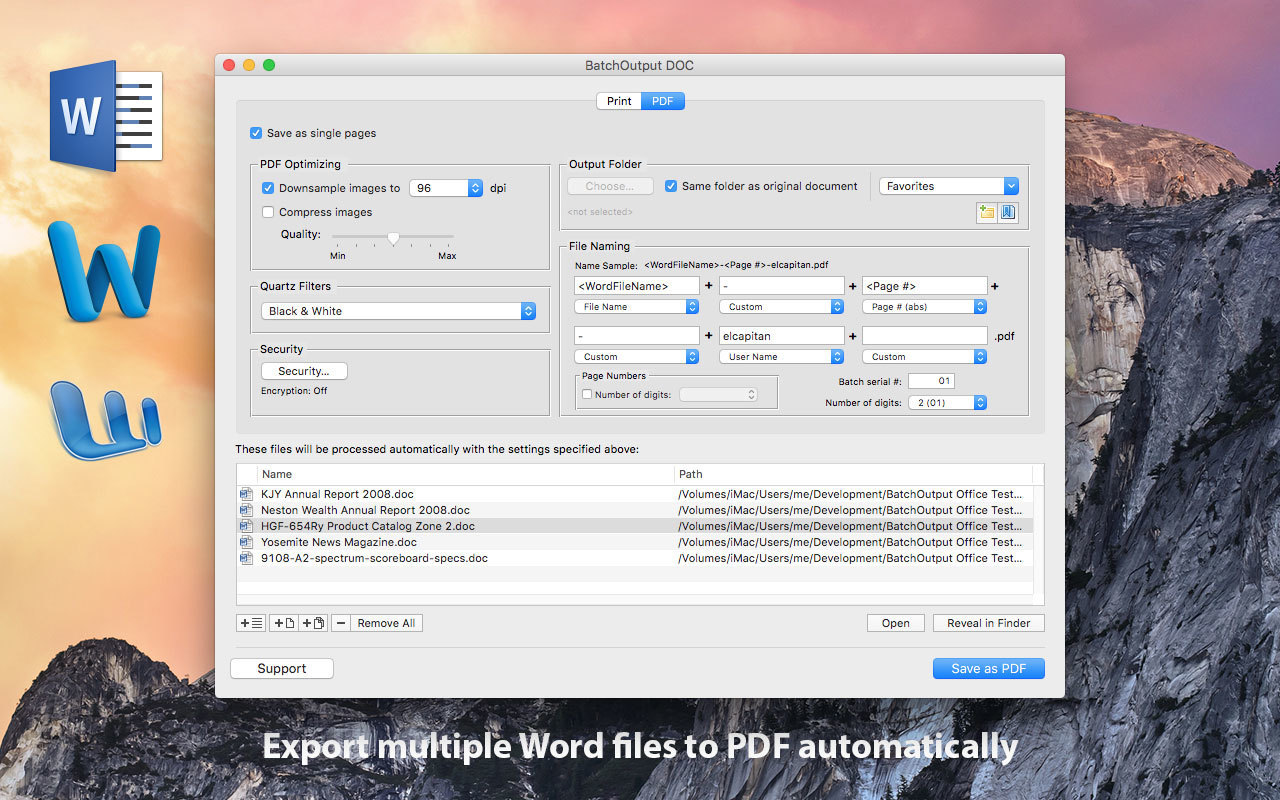 BatchOutput DOC
Print PDF
Save as single pages
PDF Optimizing
Downsample images to 96 dpi
Compress images
Quality:
Min Max
Quartz Filters
Black & White
Security
Security...
Encryption: Off
Output Folder
Choose... Same folder as original document Favorites
<not selected>
File Naming
Name Sample: <WordFileName>-<Page #>-elcapitan.pdf
<WordFileName> + - + <Page #> +
File Name Custom Page # (abs)
- + elcapitan + .pdf
Custom User Name Custom
Page Numbers
Number of digits:
Batch serial #: 01
Number of digits: 2 (01)
These files will be processed automatically with the settings specified above:
Name Path
KJY Annual Report 2008.doc /Volumes/iMac/Users/me/Development/BatchOutput Office Test...
Neston Wealth Annual Report 2008.doc /Volumes/iMac/Users/me/Development/BatchOutput Office Test...
HGF-654Ry Product Catalog Zone 2.doc /Volumes/iMac/Users/me/Development/BatchOutput Office Test...
Yosemite News Magazine.doc /Volumes/iMac/Users/me/Development/BatchOutput Office Test...
9108-A2-spectrum-scoreboard-specs.doc /Volumes/iMac/Users/me/Development/BatchOutput Office Test...
Remove All Open Reveal in Finder
Support Save as PDF
Export multiple Word files to PDF automatically
W
W
W